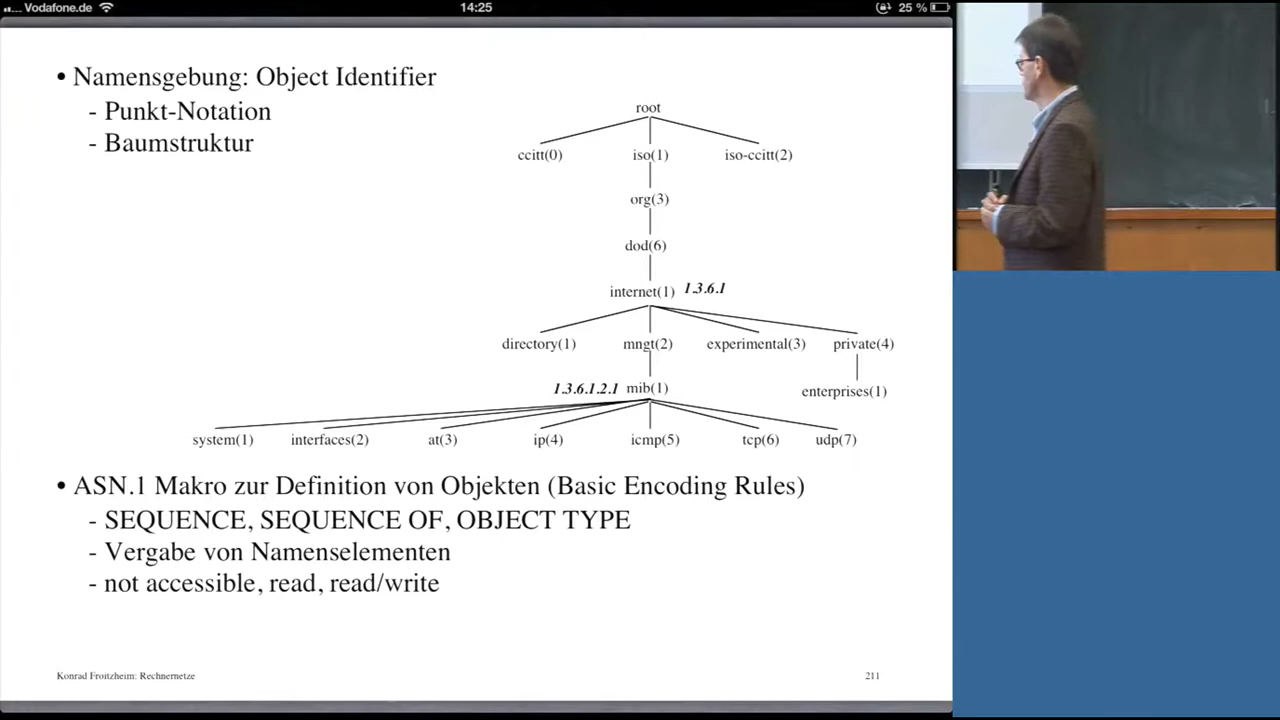 Vodafone.de 14:25 25 %
• Namensgebung: Object Identifier
- Punkt-Notation
- Baumstruktur
root
ccitt(0) iso(1) iso-ccitt(2)
org(3)
dod(6)
internet(1) 1.3.6.1
directory(1) mngt(2) experimental(3) private(4)
1.3.6.1.2.1 mib(1) enterprises(1)
system(1) interfaces(2) at(3) ip(4) icmp(5) tcp(6) udp(7)
• ASN.1 Makro zur Definition von Objekten (Basic Encoding Rules)
- SEQUENCE, SEQUENCE OF, OBJECT TYPE
- Vergabe von Namenselementen
- not accessible, read, read/write
Konrad Froitzheim: Rechnernetze 211